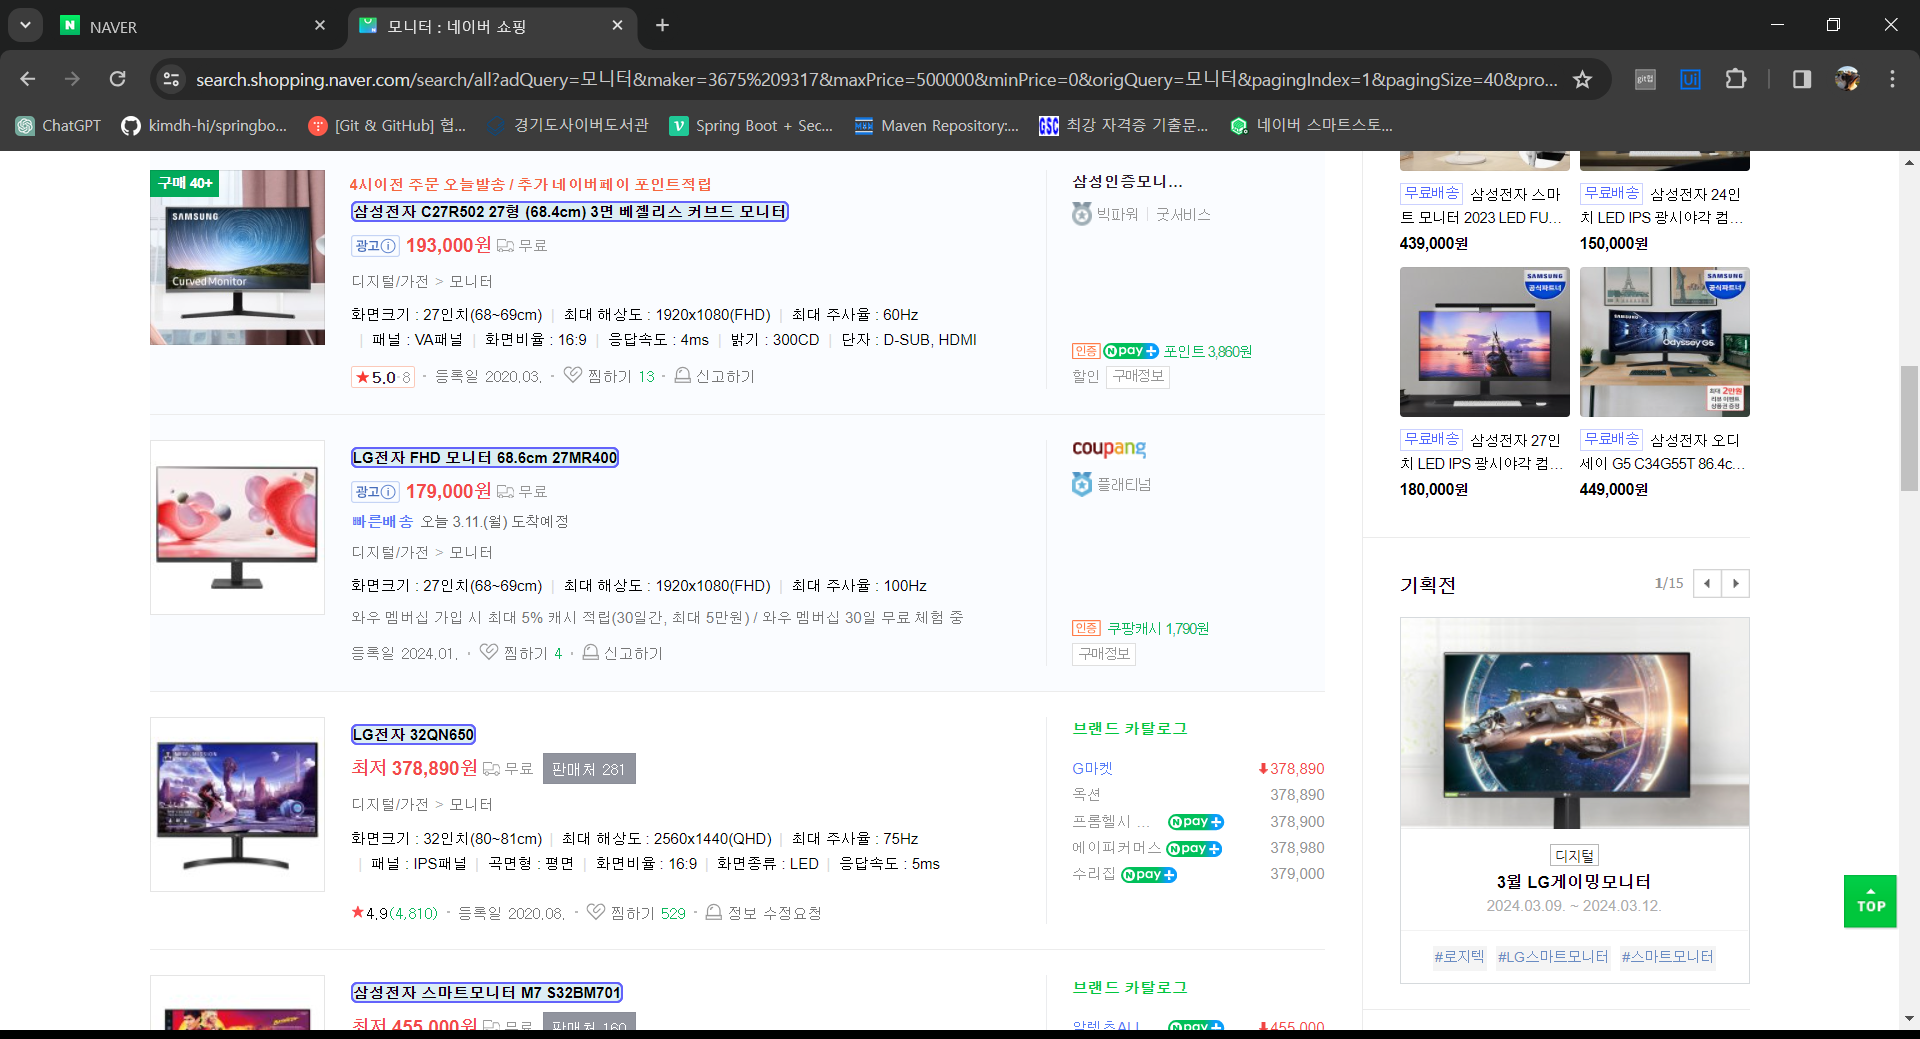 NAVER
모니터 : 네이버 쇼핑
search.shopping.naver.com/search/all?adQuery=모니터&maker=3675%209317&maxPrice=500000&minPrice=0&origQuery=모니터&pagingIndex=1&pagingSize=40&pro...
ChatGPT
kimdh-hi/springbo...
[Git & GitHub] 협...
경기도사이버도서관
Spring Boot + Sec...
Maven Repository:...
최강 자격증 기출문...
네이버 스마트스토...
구매 40+
SAMSUNG
Curved Monitor
4시이전 주문 오늘발송 / 추가 네이버페이 포인트적립
삼성전자 C27R502 27형 (68.4cm) 3면 베젤리스 커브드 모니터
광고 193,000원 무료
디지털/가전 > 모니터
화면크기 : 27인치(68~69cm) | 최대 해상도 : 1920x1080(FHD) | 최대 주사율 : 60Hz
| 패널 : VA패널 | 화면비율 : 16:9 | 응답속도 : 4ms | 밝기 : 300CD | 단자 : D-SUB, HDMI
★5.0·8 · 등록일 2020.03. · 찜하기 13 · 신고하기
삼성인증모니...
빅파워 | 굿서비스
인증 N pay+ 포인트 3,860원
할인 구매정보
LG전자 FHD 모니터 68.6cm 27MR400
광고 179,000원 무료
빠른배송 오늘 3.11.(월) 도착예정
디지털/가전 > 모니터
화면크기 : 27인치(68~69cm) | 최대 해상도 : 1920x1080(FHD) | 최대 주사율 : 100Hz
와우 멤버십 가입 시 최대 5% 캐시 적립(30일간, 최대 5만원) / 와우 멤버십 30일 무료 체험 중
등록일 2024.01. · 찜하기 4 · 신고하기
coupang
플래티넘
인증 쿠팡캐시 1,790원
구매정보
LG전자 32QN650
최저 378,890원 무료 판매처 281
디지털/가전 > 모니터
화면크기 : 32인치(80~81cm) | 최대 해상도 : 2560x1440(QHD) | 최대 주사율 : 75Hz
| 패널 : IPS패널 | 곡면형 : 평면 | 화면비율 : 16:9 | 화면종류 : LED | 응답속도 : 5ms
★4.9(4,810) · 등록일 2020.08. · 찜하기 529 · 정보 수정요청
브랜드 카탈로그
G마켓 378,890
옥션 378,890
프롬헬시 ... N pay+ 378,900
에이피커머스 N pay+ 378,980
수리집 N pay+ 379,000
삼성전자 스마트모니터 M7 S32BM701
최저 455,000원 무료 판매처 160
브랜드 카탈로그
N pay+ 455,000
무료배송 삼성전자 스마
트 모니터 2023 LED FU...
439,000원
무료배송 삼성전자 24인
치 LED IPS 광시야각 컴...
150,000원
SAMSUNG
공식파트너
무료배송 삼성전자 27인
치 LED IPS 광시야각 컴...
180,000원
SAMSUNG
공식파트너
SAMSUNG
Odyssey G5
최대 2만원
리뷰 이벤트
상품권 증정
무료배송 삼성전자 오디
세이 G5 C34G55T 86.4c...
449,000원
기획전
1/15
디지털
3월 LG게이밍모니터
2024.03.09. ~ 2024.03.12.
#로지텍 #LG스마트모니터 #스마트모니터
TOP